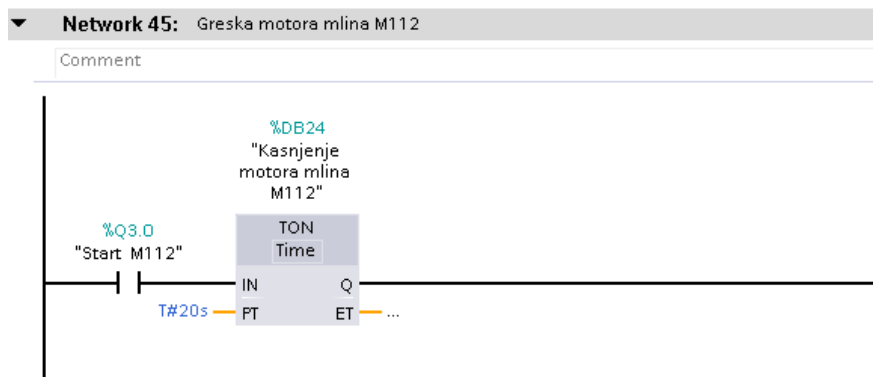 Network 45: Greska motora mlina M112
Comment
%DB24
"Kasnjenje
motora mlina
M112"
%Q3.0
"Start M112"
TON
Time
IN Q
T#20s PT ET ...